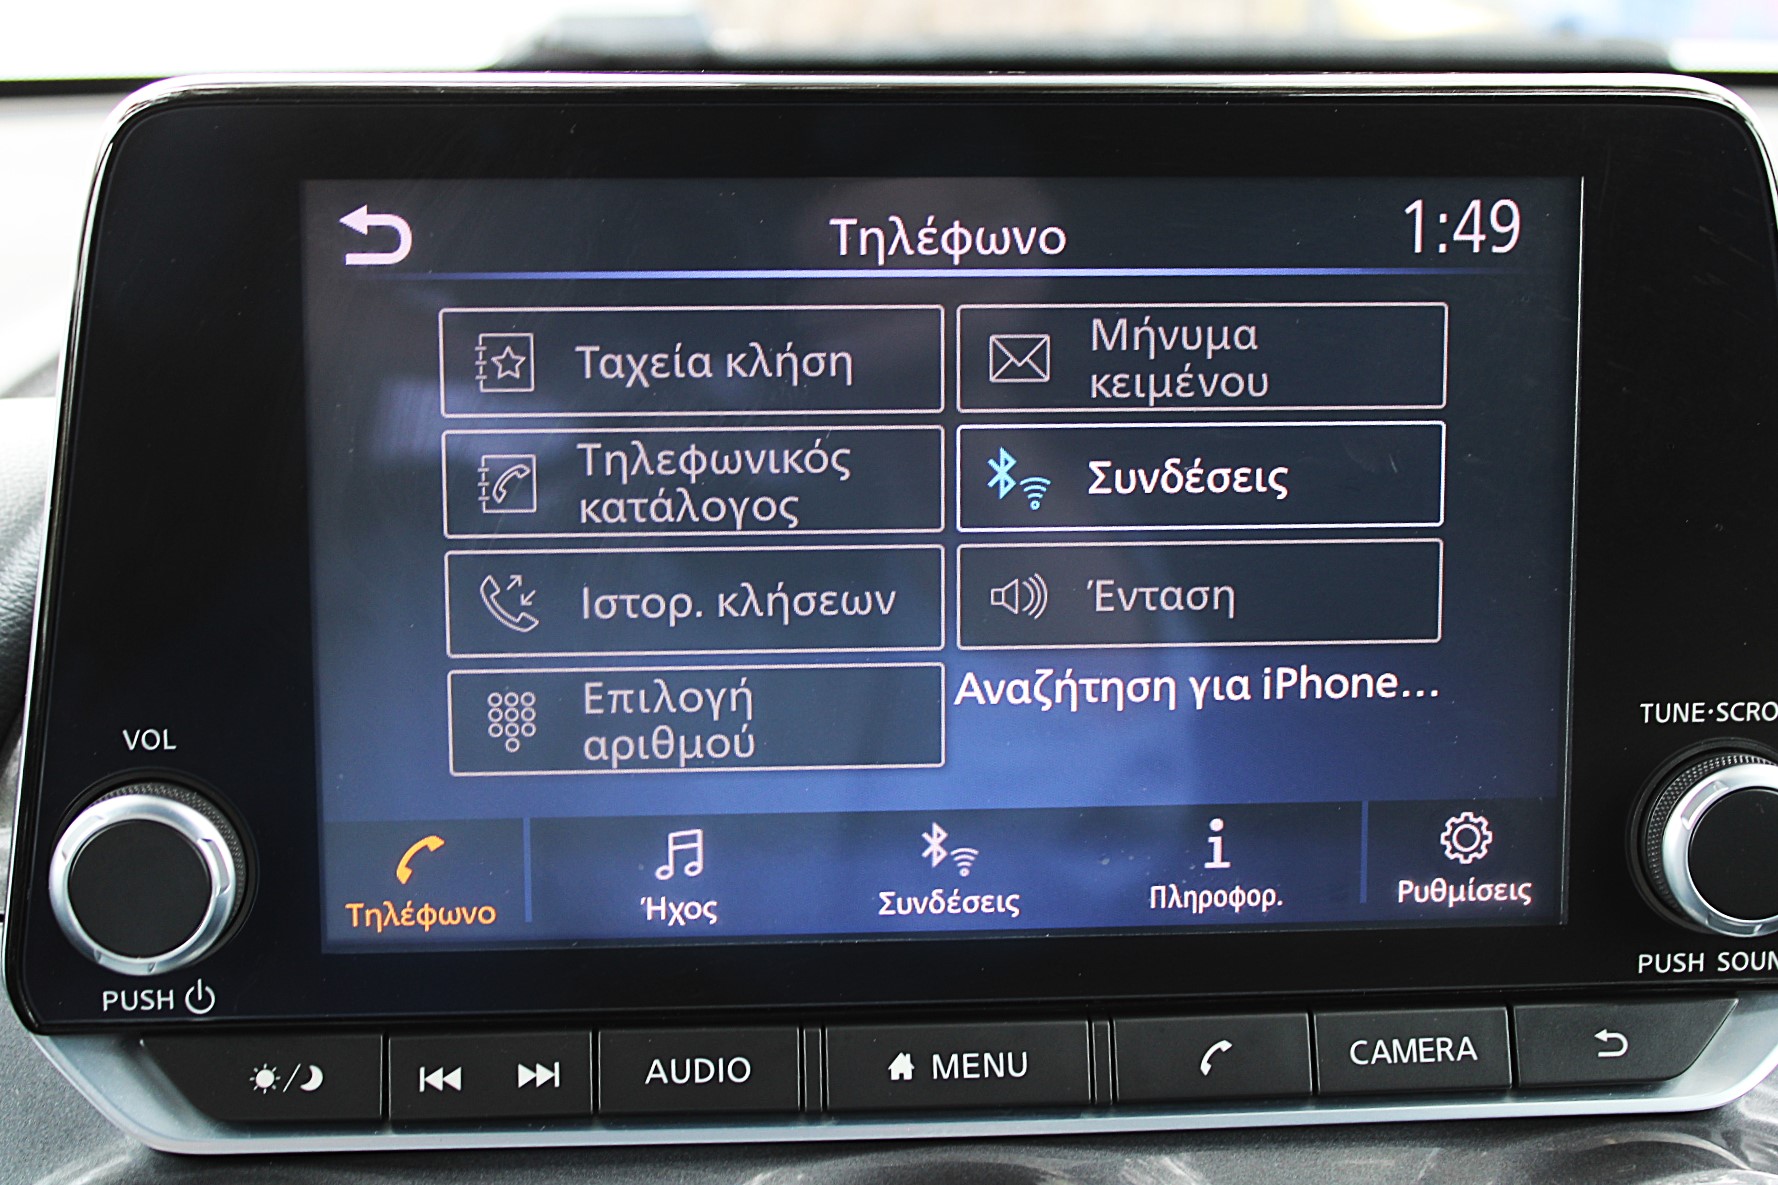 Τηλέφωνο
1:49
Ταχεία κλήση
Μήνυμα
κειμένου
Τηλεφωνικός
κατάλογος
Συνδέσεις
Ιστορ. κλήσεων
Ένταση
Επιλογή
αριθμού
Αναζήτηση για iPhone...
Τηλέφωνο
Ήχος
Συνδέσεις
Πληροφορ.
Ρυθμίσεις
VOL
PUSH
TUNE·SCRO
PUSH SOUN
AUDIO
MENU
CAMERA